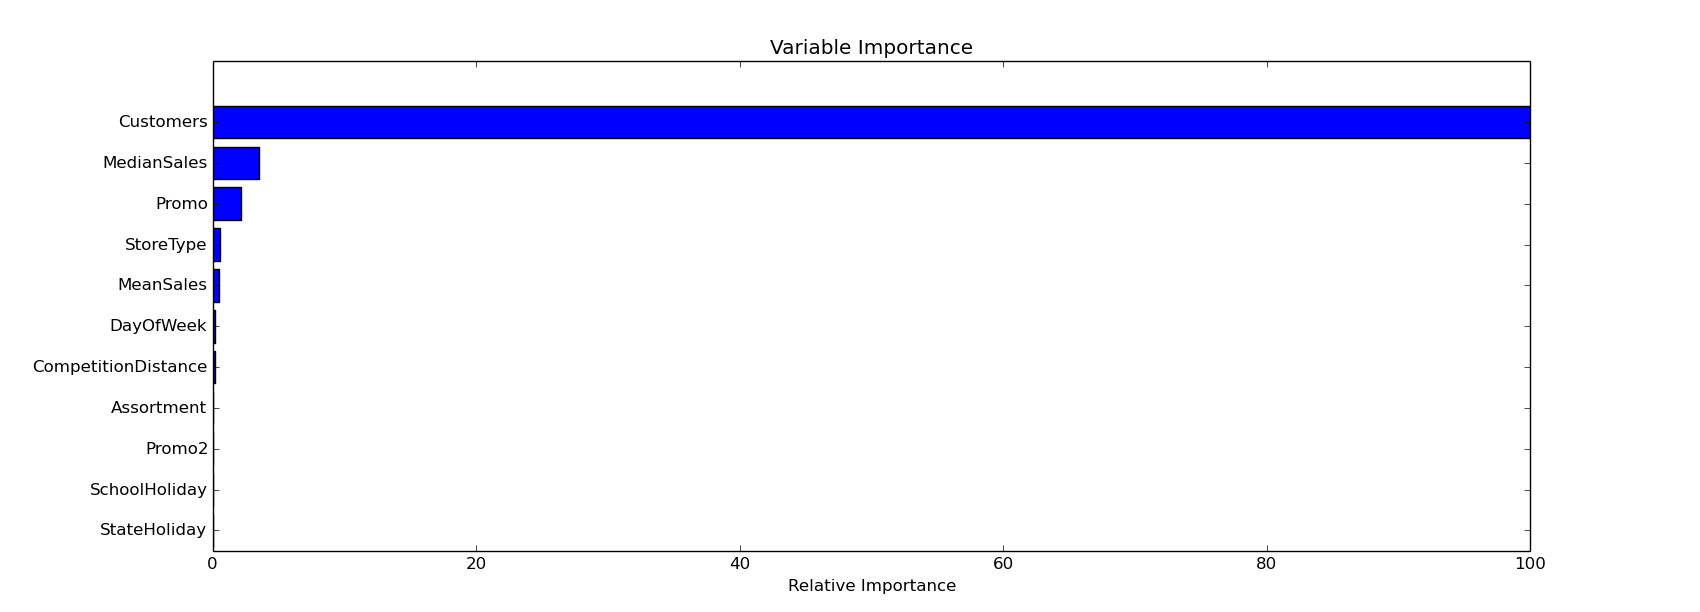 Variable Importance
Customers
MedianSales
Promo
StoreType
MeanSales
DayOfWeek
CompetitionDistance
Assortment
Promo2
SchoolHoliday
StateHoliday
0 20 40 60 80 100
Relative Importance